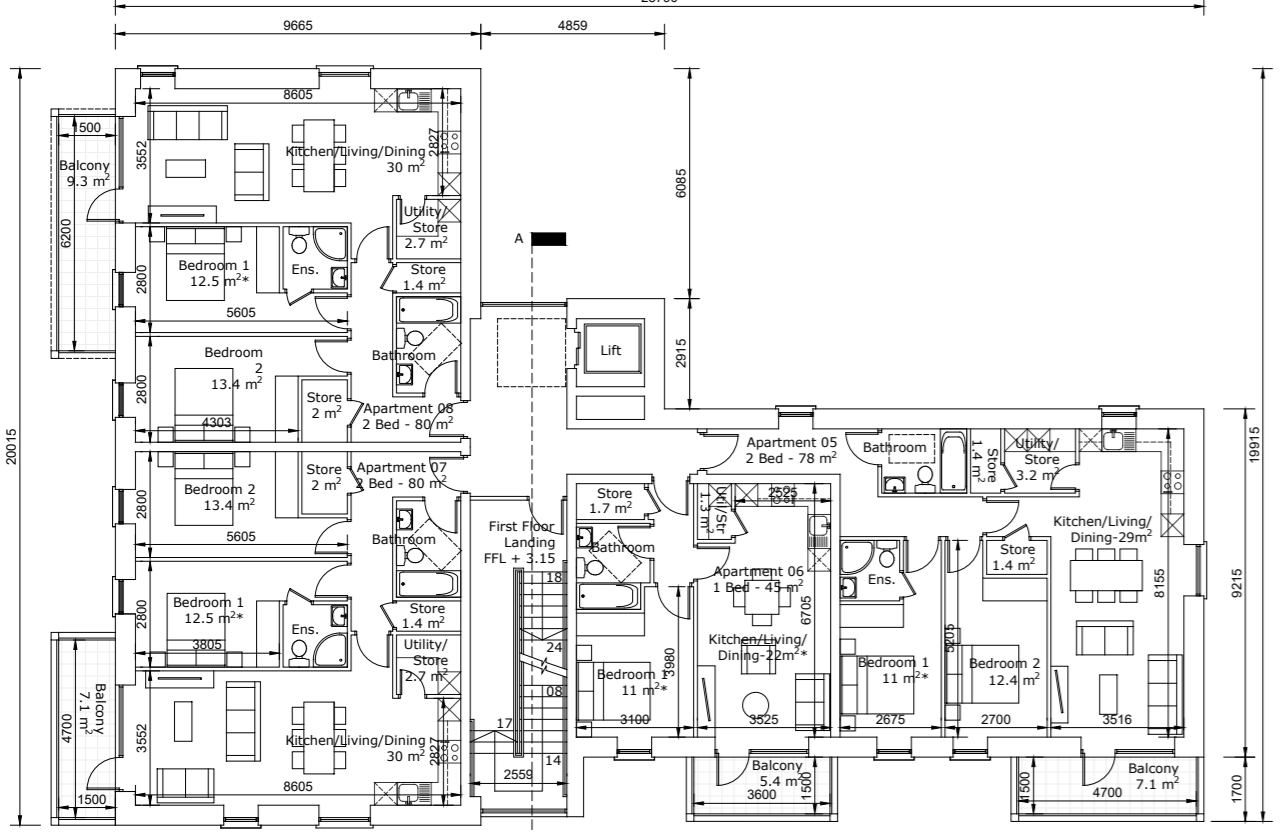 9665
4859
8605
1500
Balcony
9.3 m²
6200
3552
Kitchen/Living/Dining
30 m²
2827
Utility/
Store
2.7 m²
Store
1.4 m²
Bedroom 1
12.5 m²*
Ens.
2800
5605
Bathroom
Bedroom
2
13.4 m²
2800
4303
Store
2 m²
Apartment 08
2 Bed - 80 m²
A
Lift
6085
2915
20015
19915
9215
1700
Apartment 07
2 Bed - 80 m²
Store
2 m²
Bedroom 2
13.4 m²
2800
5605
Bathroom
Bedroom 1
12.5 m²*
2800
3805
Ens.
Store
1.4 m²
Utility/
Store
2.7 m²
Balcony
7.1 m²
4700
1500
3552
Kitchen/Living/Dining
30 m²
2827
8605
First Floor
Landing
FFL + 3.15
18
24
08
17
14
2559
Store
1.7 m²
Bathroom
Util/Str
1.3 m²
2525
Apartment 06
1 Bed - 45 m²
6705
Kitchen/Living/
Dining-22m²*
Bedroom 1
11 m²*
3980
3100
3525
Balcony
5.4 m²
3600
1500
Apartment 05
2 Bed - 78 m²
Bathroom
Store
1.4 m²
Utility/
Store
3.2 m²
Kitchen/Living/
Dining-29m²
8155
Store
1.4 m²
Ens.
Bedroom 1
11 m²*
2675
5205
Bedroom 2
12.4 m²
2700
3516
Balcony
7.1 m²
4700
1500